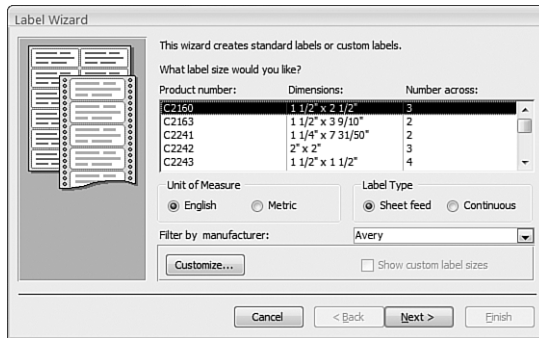 Label Wizard
This wizard creates standard labels or custom labels.
What label size would you like?
Product number: Dimensions: Number across:
C2160 1 1/2" x 2 1/2" 3
C2163 1 1/2" x 3 9/10" 2
C2241 1 1/4" x 7 31/50" 2
C2242 2" x 2" 3
C2243 1 1/2" x 1 1/2" 4
Unit of Measure Label Type
English Metric Sheet feed Continuous
Filter by manufacturer: Avery
Customize... Show custom label sizes
Cancel < Back Next > Finish